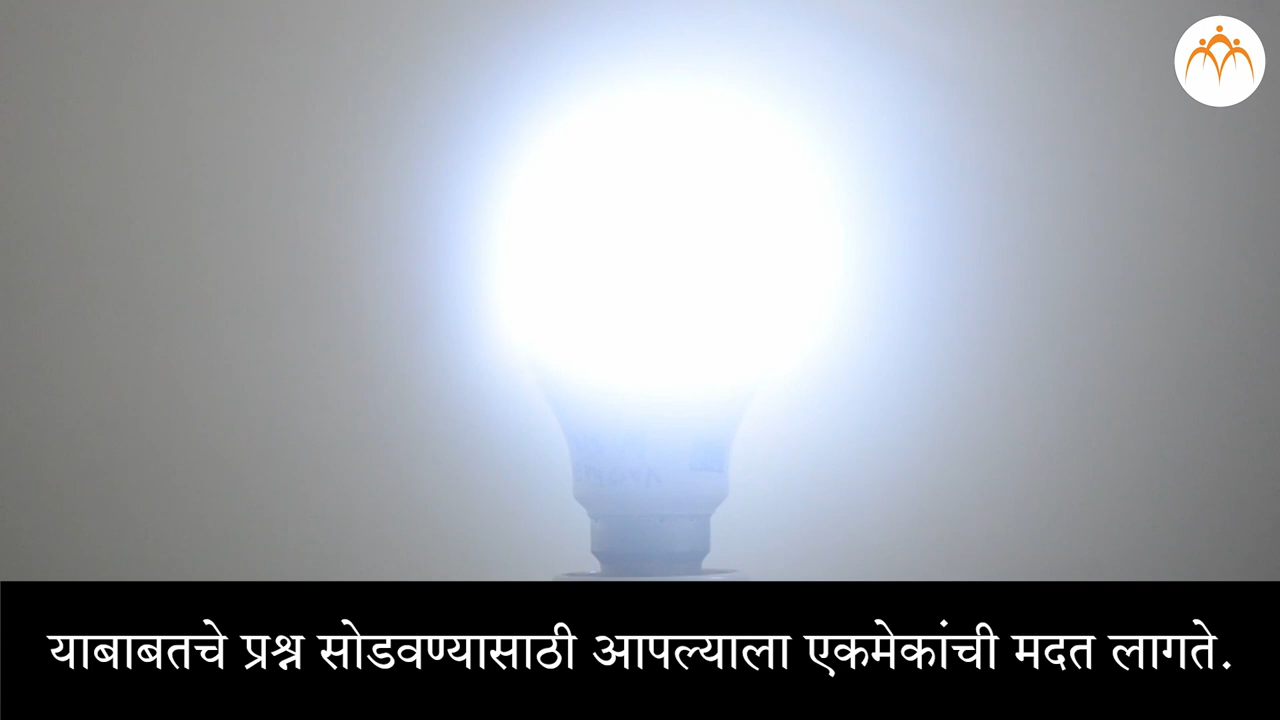 याबाबतचे प्रश्न सोडवण्यासाठी आपल्याला एकमेकांची मदत लागते.